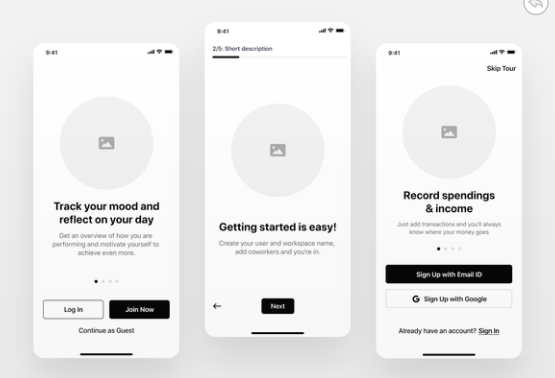 9:41
Track your mood and
reflect on your day
Get an overview of how you are
performing and motivate yourself to
achieve even more.
Log in
Join Now
Continue as Guest
9:41
2/5: Short description
Getting started is easy!
Create your user and workspace name,
add coworkers and you're in.
Next
9:41
Skip Tour
Record spendings
& income
Just add transactions and you'll always
know where your money goes
Sign Up with Email ID
G Sign Up with Google
Already have an account? Sign In